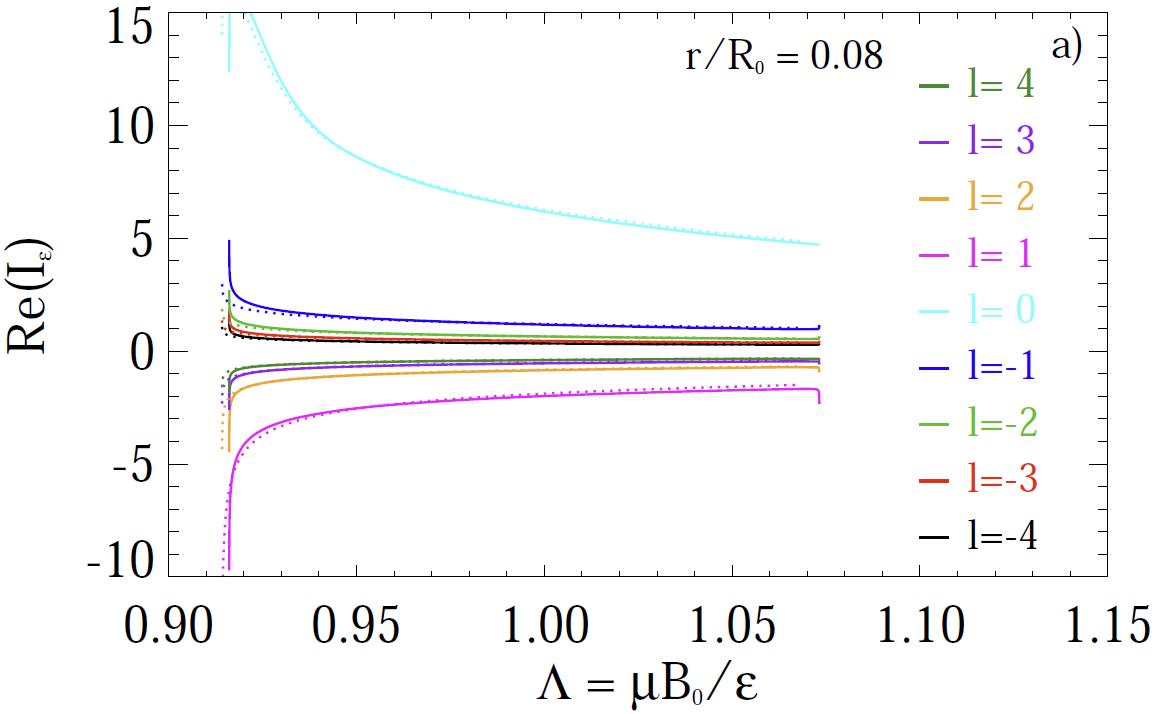 15
10
5
0
-5
-10
Re(Iε)
r/R₀ = 0.08
a)
l= 4
l= 3
l= 2
l= 1
l= 0
l=-1
l=-2
l=-3
l=-4
0.90 0.95 1.00 1.05 1.10 1.15
Λ = μB₀/ε